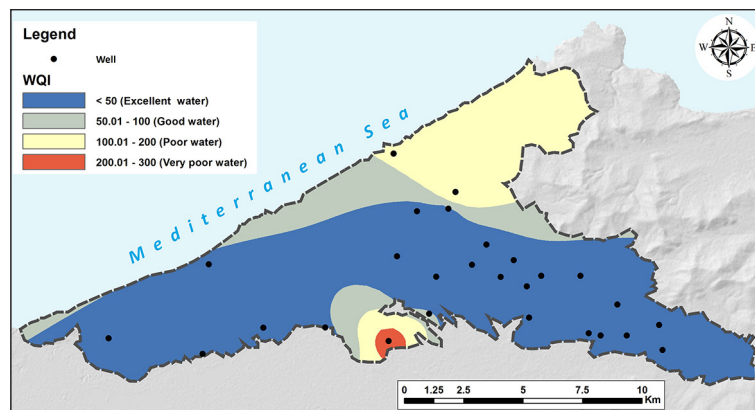 Legend
Well
WQI
< 50 (Excellent water)
50.01 - 100 (Good water)
100.01 - 200 (Poor water)
200.01 - 300 (Very poor water)
Mediterranean Sea
N
W E
S
0 1.25 2.5 5 7.5 10
Km